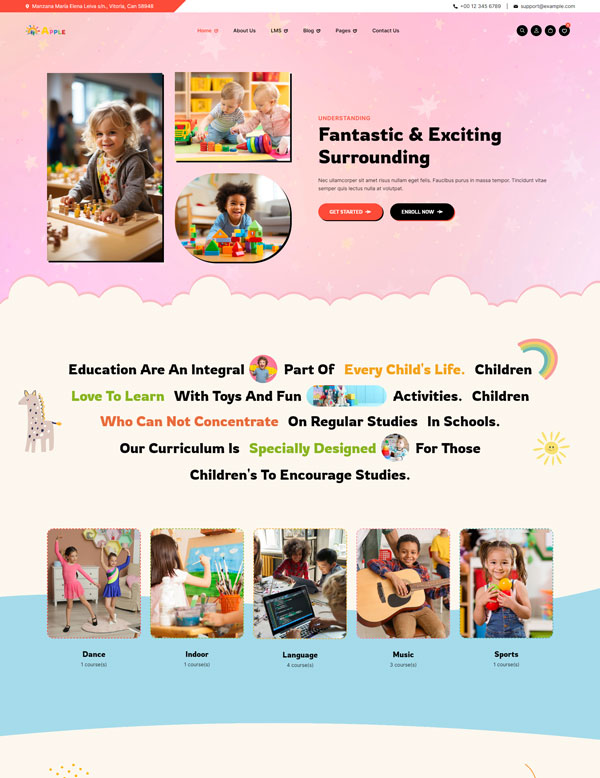 Manzana Maria Elena Leiva s/n., Vitoria, Can 58948
+00 12 345 6789 | support@example.com
APPLE
Home About Us LMS Blog Pages Contact Us
UNDERSTANDING
Fantastic & Exciting
Surrounding
Nec ullamcorper sit amet risus nullam eget felis. Faucibus purus in massa tempor. Tincidunt vitae
semper quis lectus nulla at volutpat.
GET STARTED ENROLL NOW
Education Are An Integral Part Of Every Child's Life. Children
Love To Learn With Toys And Fun Activities. Children
Who Can Not Concentrate On Regular Studies In Schools.
Our Curriculum Is Specially Designed For Those
Children's To Encourage Studies.
Dance Indoor Language Music Sports
1 course(s) 1 course(s) 4 course(s) 3 course(s) 1 course(s)